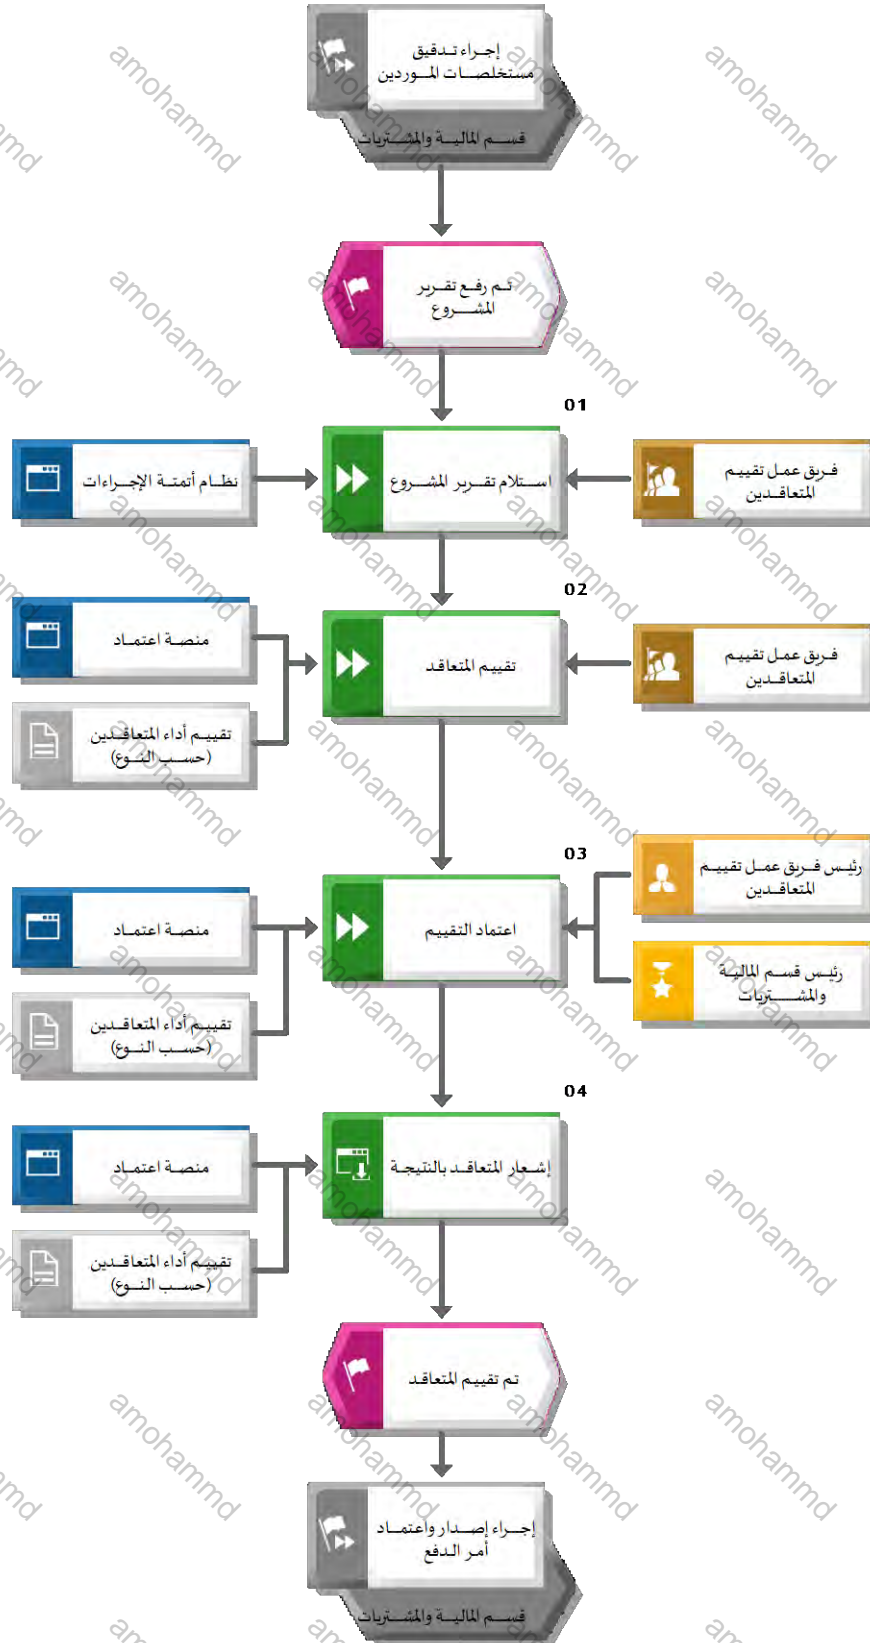 إجراء تدقيق
مستخلصات الموردين
قسم المالية والمشتريات
تم رفع تقرير
المشروع
01
فريق عمل تقييم
المتعاقدين
استلام تقرير المشروع
نظام أتمتة الإجراءات
02
فريق عمل تقييم
المتعاقدين
تقييم المتعاقد
منصة اعتماد
تقييم أداء المتعاقدين
(حسب النوع)
03
رئيس فريق عمل تقييم
المتعاقدين
رئيس قسم المالية
والمشتريات
اعتماد التقييم
منصة اعتماد
تقييم أداء المتعاقدين
(حسب النوع)
04
إشعار المتعاقد بالنتيجة
منصة اعتماد
تقييم أداء المتعاقدين
(حسب النوع)
تم تقييم المتعاقد
إجراء إصدار واعتماد
أمر الدفع
قسم المالية والمشتريات
amohammd